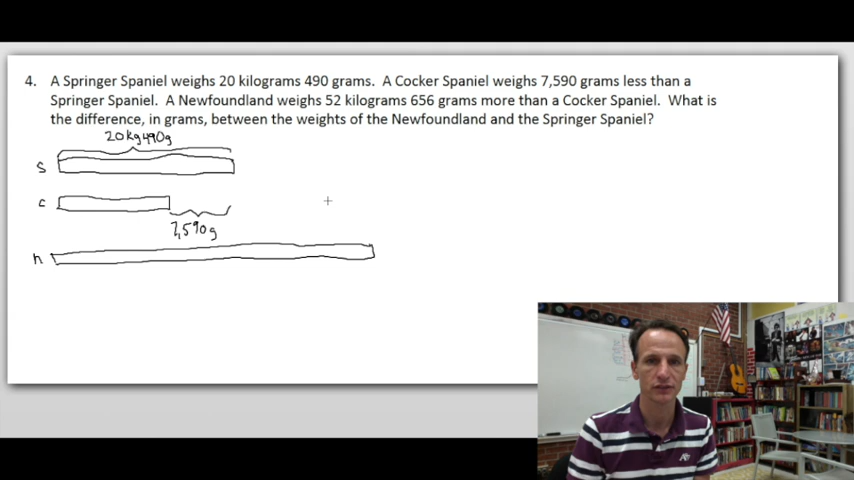 4. A Springer Spaniel weighs 20 kilograms 490 grams. A Cocker Spaniel weighs 7,590 grams less than a
Springer Spaniel. A Newfoundland weighs 52 kilograms 656 grams more than a Cocker Spaniel. What is
the difference, in grams, between the weights of the Newfoundland and the Springer Spaniel?
20kg490g
S
C
7,590g
n